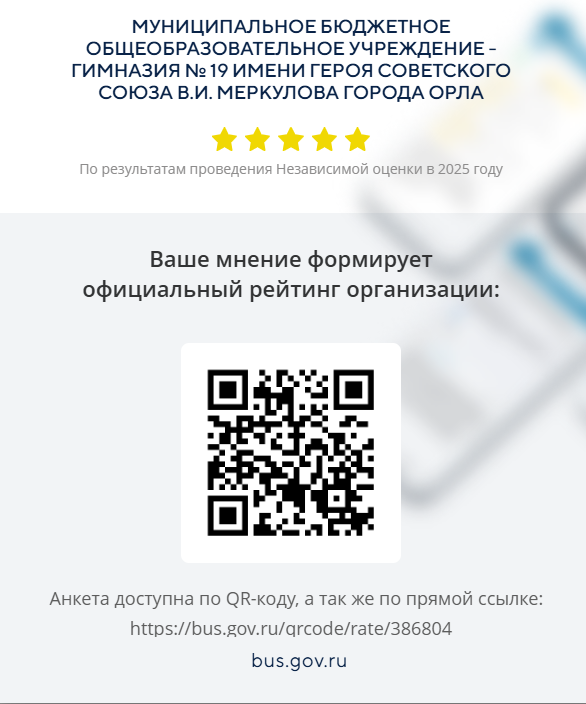 МУНИЦИПАЛЬНОЕ БЮДЖЕТНОЕ
ОБЩЕОБРАЗОВАТЕЛЬНОЕ УЧРЕЖДЕНИЕ -
ГИМНАЗИЯ № 19 ИМЕНИ ГЕРОЯ СОВЕТСКОГО
СОЮЗА В.И. МЕРКУЛОВА ГОРОДА ОРЛА
По результатам проведения Независимой оценки в 2025 году
Ваше мнение формирует
официальный рейтинг организации:
Анкета доступна по QR-коду, а так же по прямой ссылке:
https://bus.gov.ru/qrcode/rate/386804
bus.gov.ru